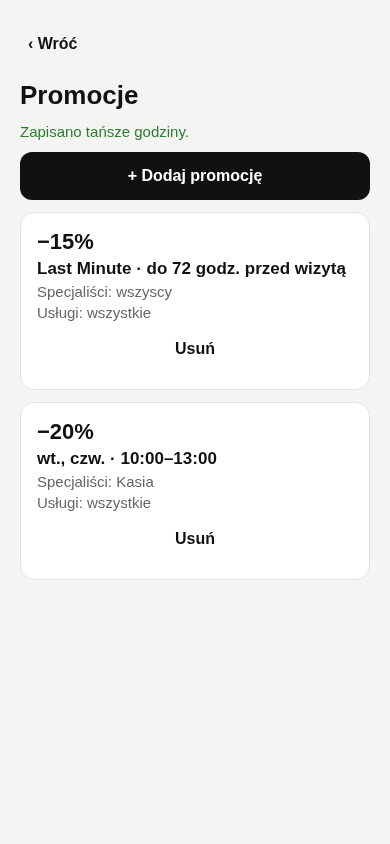 ‹ Wróć
Promocje
Zapisano tańsze godziny.
+ Dodaj promocję
−15%
Last Minute · do 72 godz. przed wizytą
Specjaliści: wszyscy
Usługi: wszystkie
Usuń
−20%
wt., czw. · 10:00–13:00
Specjaliści: Kasia
Usługi: wszystkie
Usuń